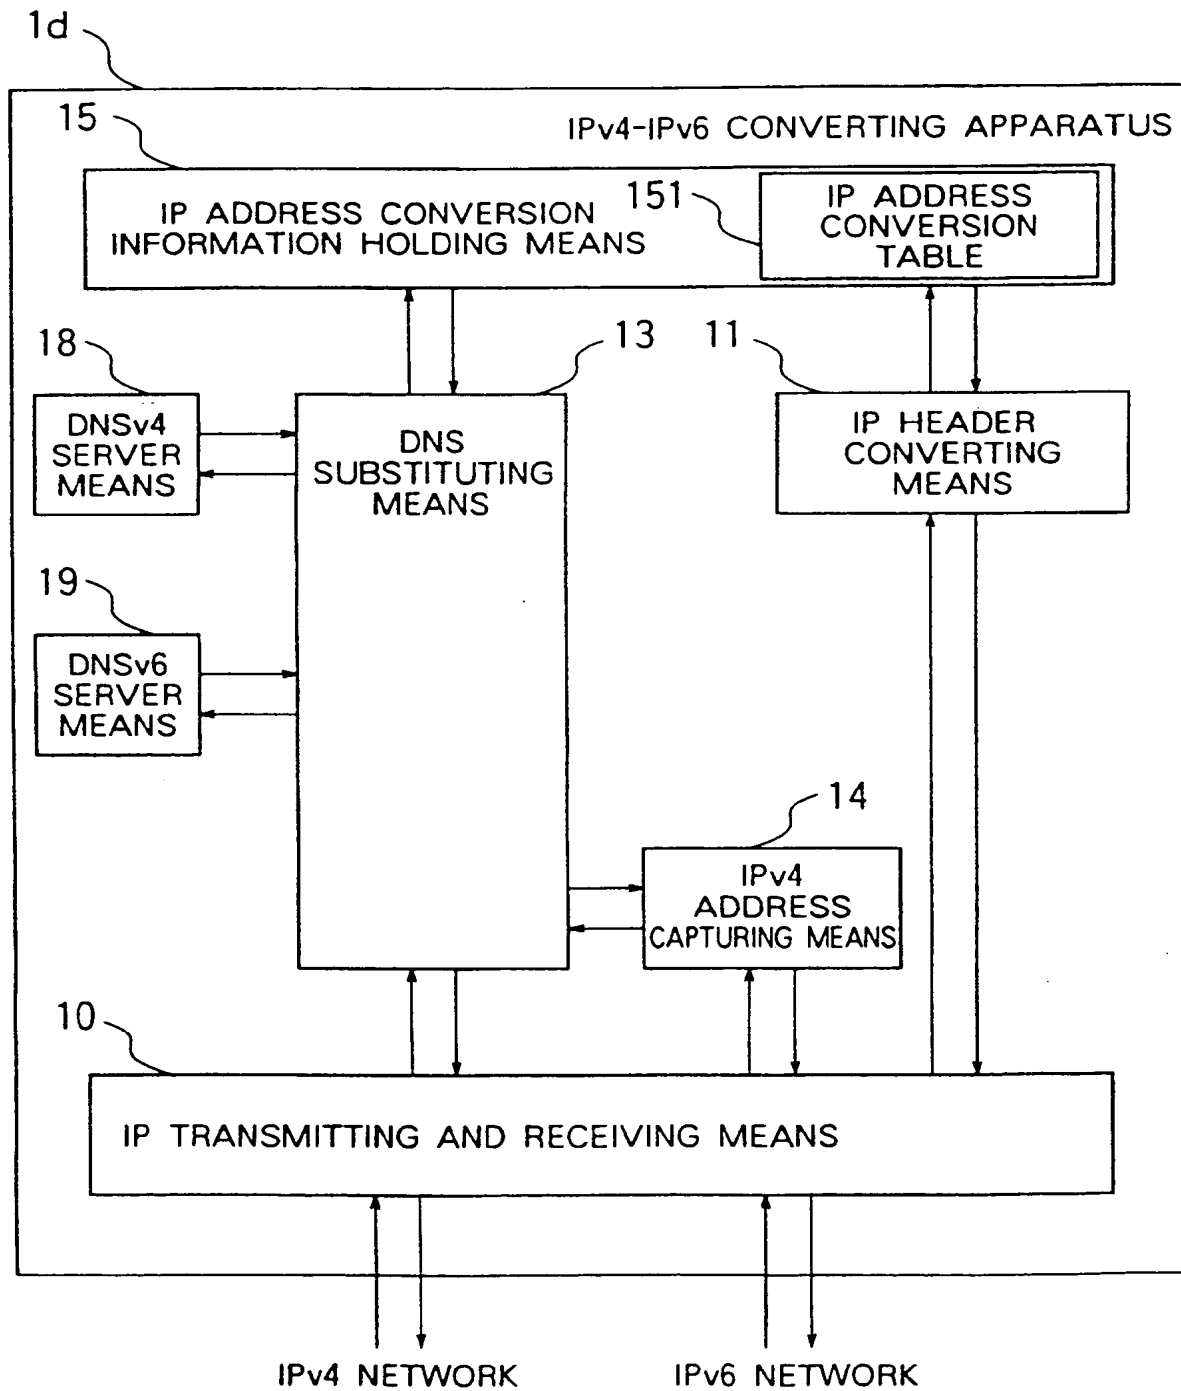 1d
15
IPv4-IPv6 CONVERTING APPARATUS
IP ADDRESS CONVERSION
INFORMATION HOLDING MEANS
151
IP ADDRESS
CONVERSION
TABLE
18
13
11
DNSv4
SERVER
MEANS
DNS
SUBSTITUTING
MEANS
IP HEADER
CONVERTING
MEANS
19
DNSv6
SERVER
MEANS
14
IPv4
ADDRESS
CAPTURING MEANS
10
IP TRANSMITTING AND RECEIVING MEANS
IPv4 NETWORK
IPv6 NETWORK